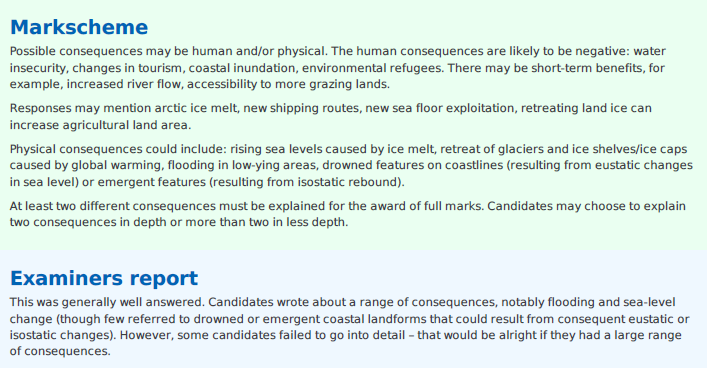 Markscheme
Possible consequences may be human and/or physical. The human consequences are likely to be negative: water
insecurity, changes in tourism, coastal inundation, environmental refugees. There may be short-term benefits, for
example, increased river flow, accessibility to more grazing lands.
Responses may mention arctic ice melt, new shipping routes, new sea floor exploitation, retreating land ice can
increase agricultural land area.
Physical consequences could include: rising sea levels caused by ice melt, retreat of glaciers and ice shelves/ice caps
caused by global warming, flooding in low-ying areas, drowned features on coastlines (resulting from eustatic changes
in sea level) or emergent features (resulting from isostatic rebound).
At least two different consequences must be explained for the award of full marks. Candidates may choose to explain
two consequences in depth or more than two in less depth.
Examiners report
This was generally well answered. Candidates wrote about a range of consequences, notably flooding and sea-level
change (though few referred to drowned or emergent coastal landforms that could result from consequent eustatic or
isostatic changes). However, some candidates failed to go into detail – that would be alright if they had a large range
of consequences.